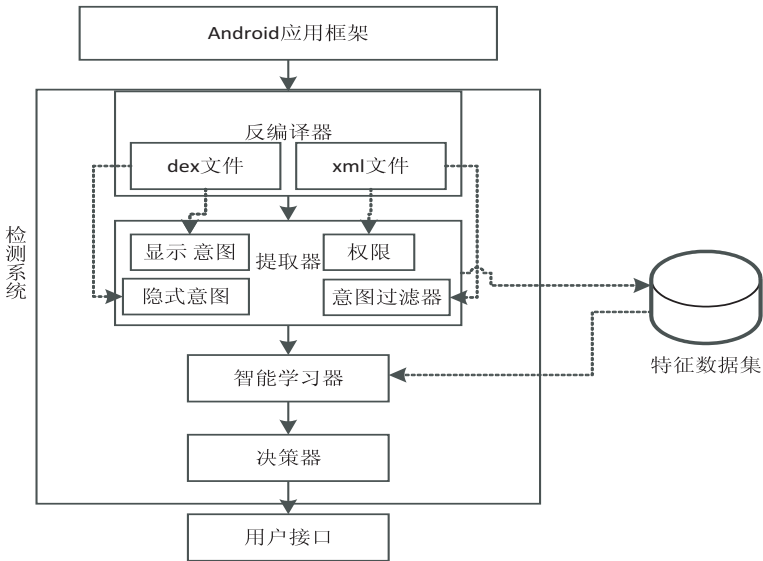 Android应用框架
反编译器
dex文件
xml文件
显示 意图
提取器
权限
隐式意图
意图过滤器
检测系统
特征数据集
智能学习器
决策器
用户接口